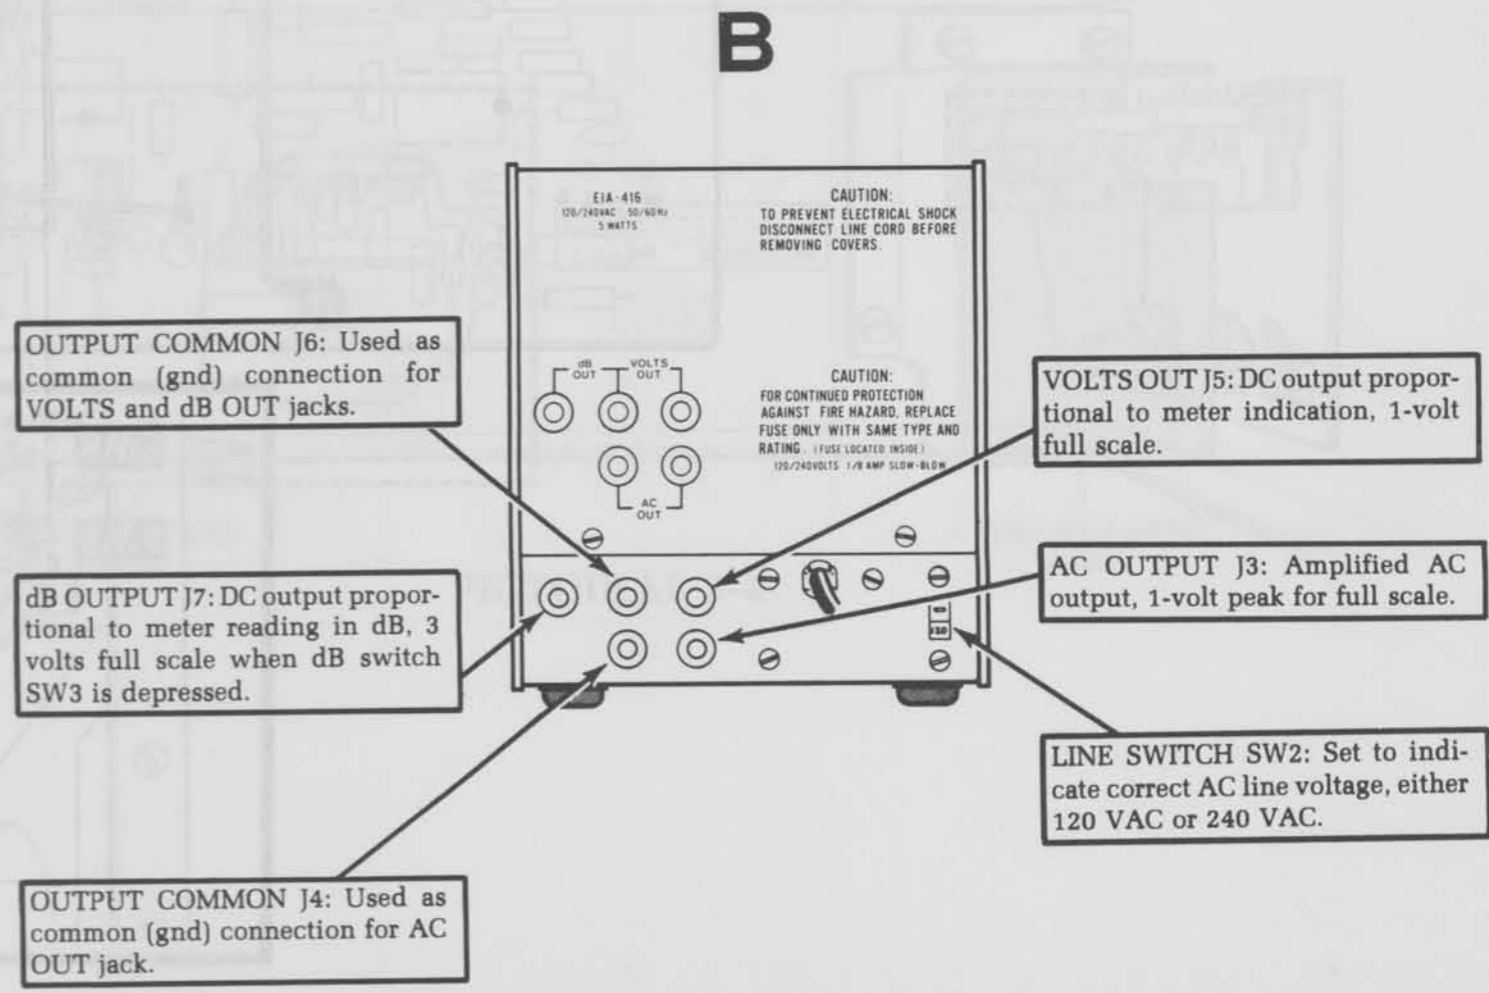 B
EIA-416
120/240VAC 50/60Hz
5 WATTS
CAUTION:
TO PREVENT ELECTRICAL SHOCK
DISCONNECT LINE CORD BEFORE
REMOVING COVERS.
OUTPUT COMMON J6: Used as
common (gnd) connection for
VOLTS and dB OUT jacks.
dB
OUT
VOLTS
OUT
AC
OUT
CAUTION:
FOR CONTINUED PROTECTION
AGAINST FIRE HAZARD, REPLACE
FUSE ONLY WITH SAME TYPE AND
RATING. (FUSE LOCATED INSIDE)
120/240VOLTS 1/8 AMP SLOW-BLOW
VOLTS OUT J5: DC output propor-
tional to meter indication, 1-volt
full scale.
dB OUTPUT J7: DC output propor-
tional to meter reading in dB, 3
volts full scale when dB switch
SW3 is depressed.
AC OUTPUT J3: Amplified AC
output, 1-volt peak for full scale.
LINE SWITCH SW2: Set to indi-
cate correct AC line voltage, either
120 VAC or 240 VAC.
OUTPUT COMMON J4: Used as
common (gnd) connection for AC
OUT jack.